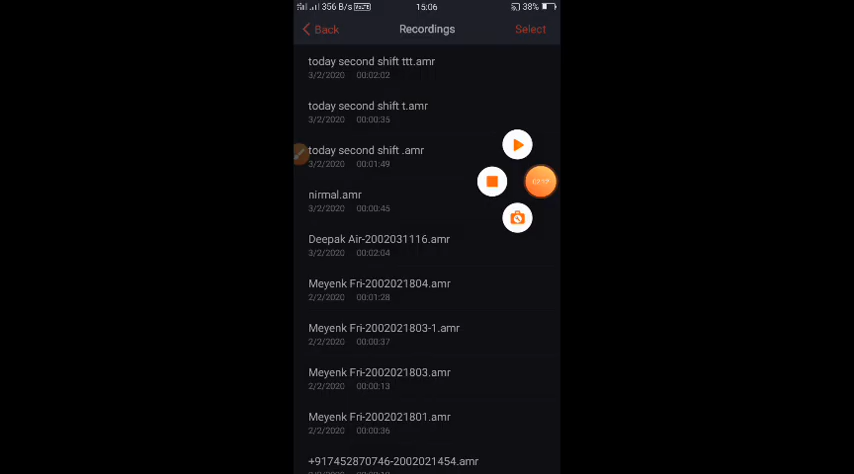 356 B/s 15:06 38%
Back Recordings Select
today second shift ttt.amr
3/2/2020 00:02:02
today second shift t.amr
3/2/2020 00:00:35
today second shift .amr
3/2/2020 00:01:49
nirmal.amr
3/2/2020 00:00:45
Deepak Air-2002031116.amr
3/2/2020 00:02:04
Meyenk Fri-2002021804.amr
2/2/2020 00:01:28
Meyenk Fri-2002021803-1.amr
2/2/2020 00:00:37
Meyenk Fri-2002021803.amr
2/2/2020 00:00:13
Meyenk Fri-2002021801.amr
2/2/2020 00:00:36
+917452870746-2002021454.amr